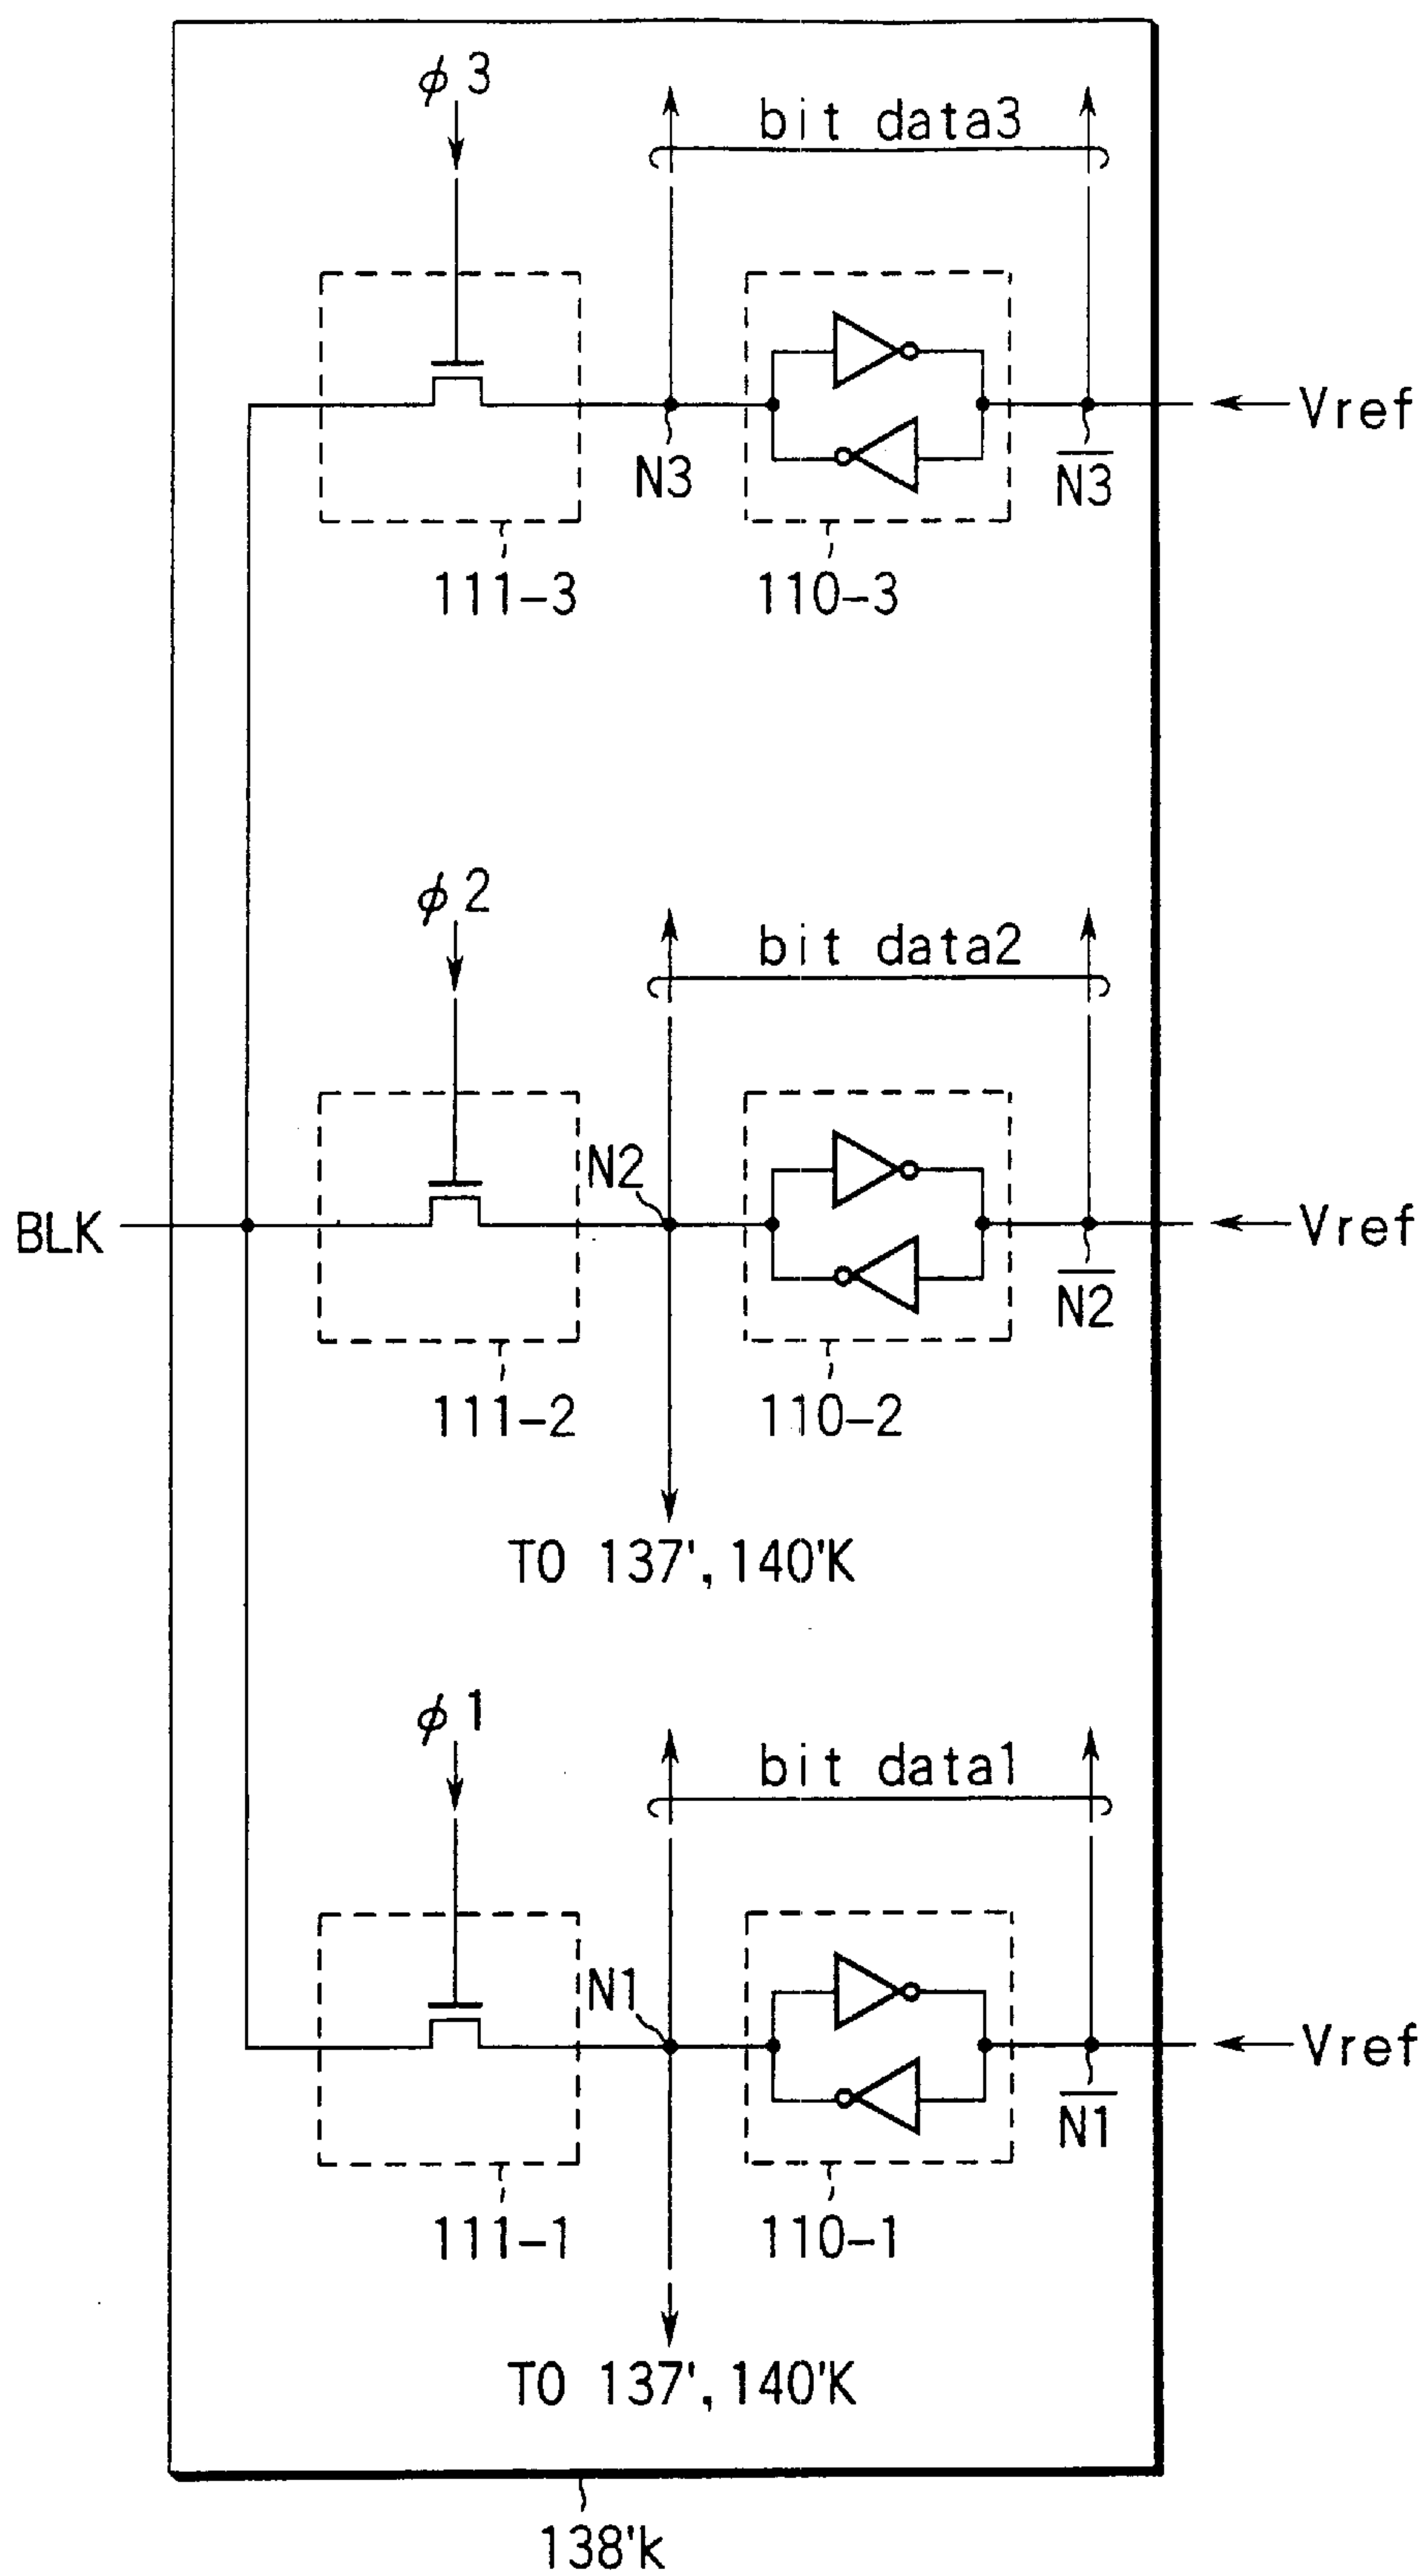 φ3
bit data3
Vref
N3
N3
111-3
110-3
φ2
bit data2
N2
BLK
Vref
N2
111-2
110-2
TO 137', 140'K
φ1
bit data1
N1
Vref
N1
111-1
110-1
TO 137', 140'K
138'k